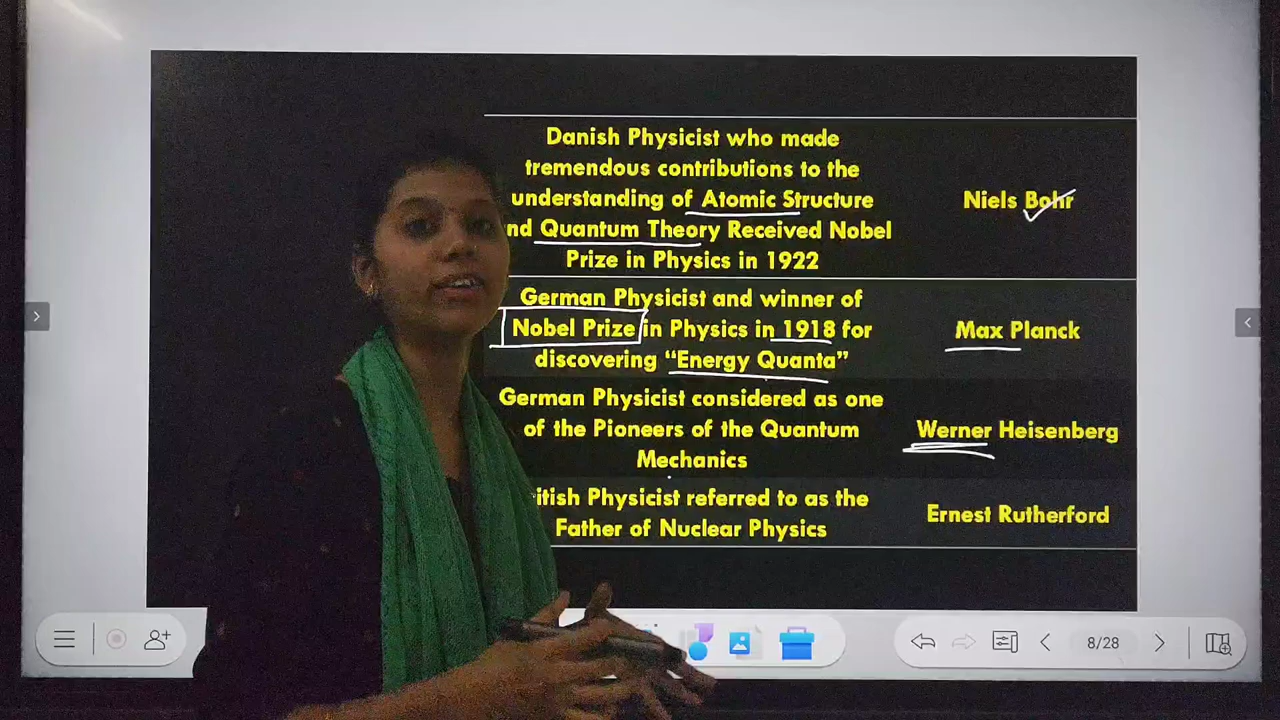 Danish Physicist who made
tremendous contributions to the
understanding of Atomic Structure
Quantum Theory Received Nobel
Prize in Physics in 1922
Niels Bohr
German Physicist and winner of
Nobel Prize in Physics in 1918 for
discovering “Energy Quanta”
Max Planck
German Physicist considered as one
of the Pioneers of the Quantum
Mechanics
Werner Heisenberg
Physicist referred to as the
Father of Nuclear Physics
Ernest Rutherford
8/28